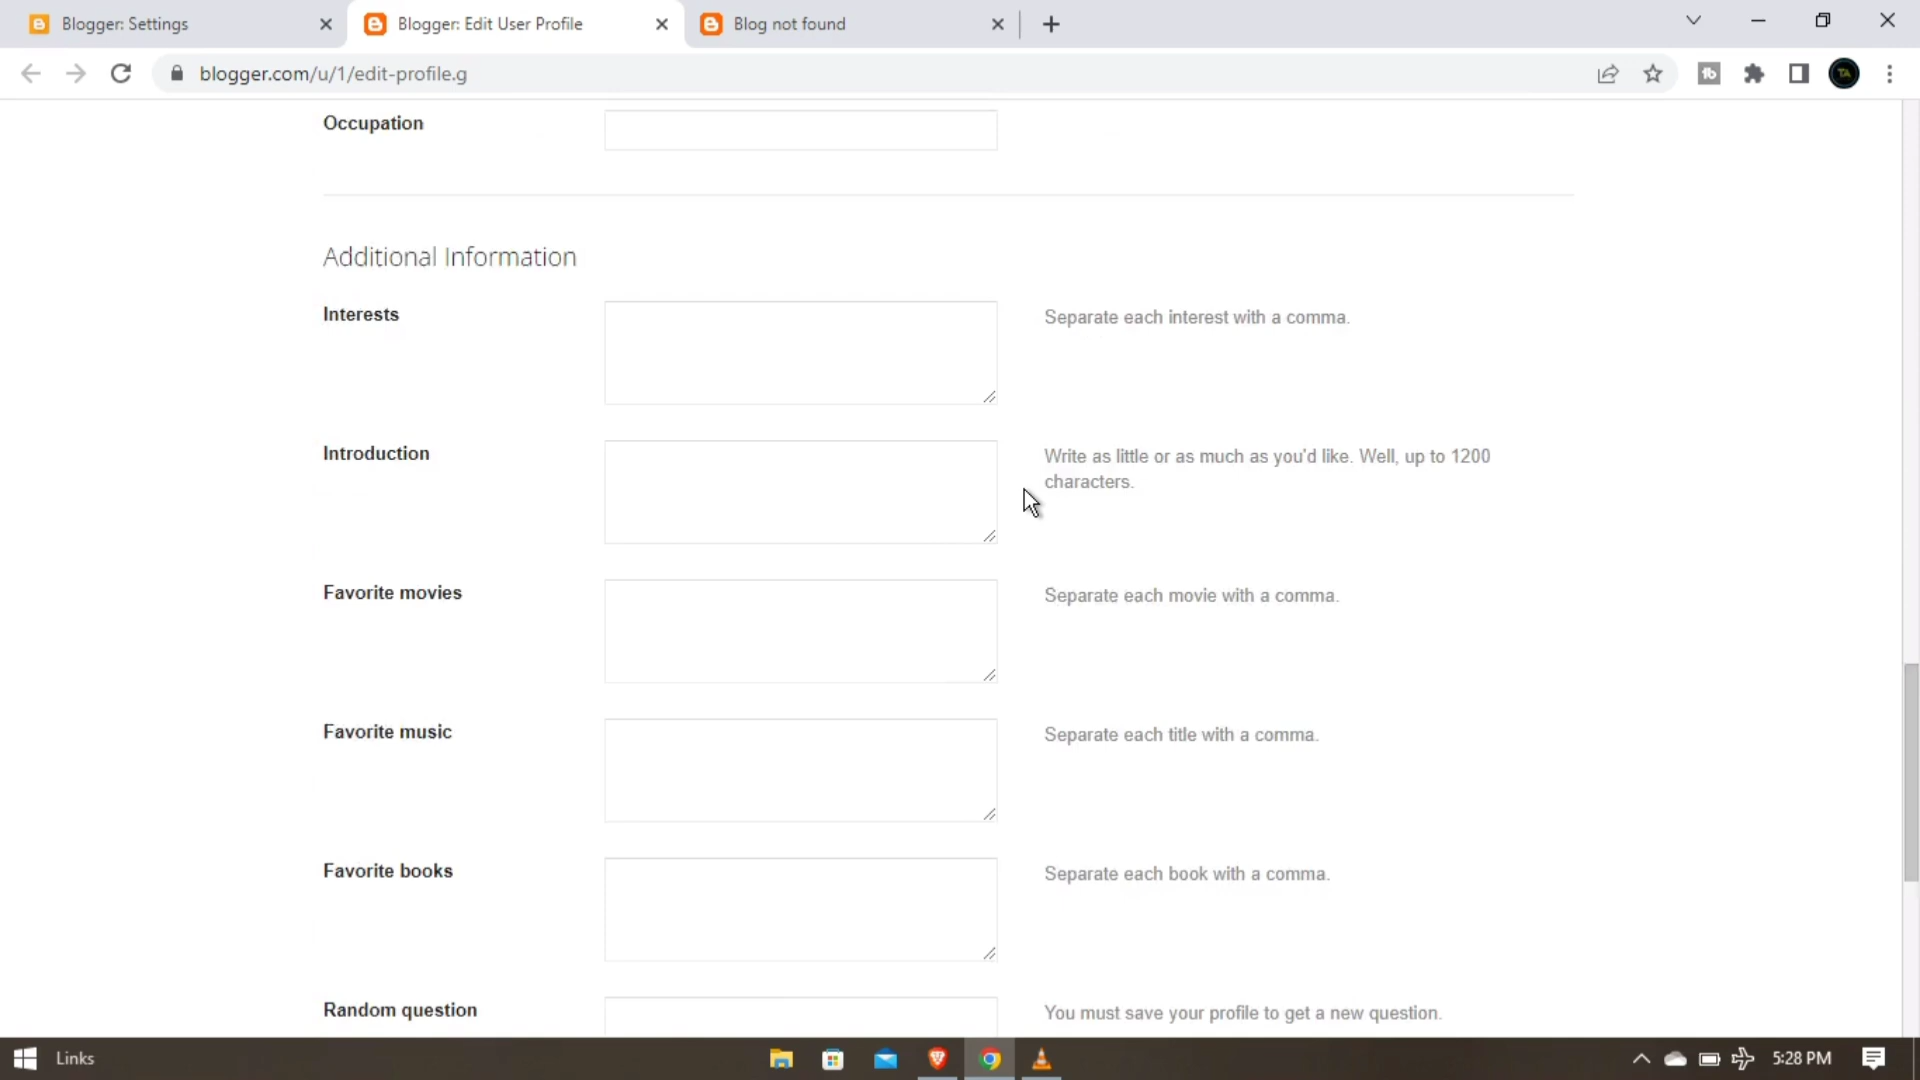 Blogger: Settings
Blogger: Edit User Profile
Blog not found
blogger.com/u/1/edit-profile.g
Occupation
Additional Information
Interests
Separate each interest with a comma.
Introduction
Write as little or as much as you'd like. Well, up to 1200
characters.
Favorite movies
Separate each movie with a comma.
Favorite music
Separate each title with a comma.
Favorite books
Separate each book with a comma.
Random question
You must save your profile to get a new question.
Links
5:28 PM